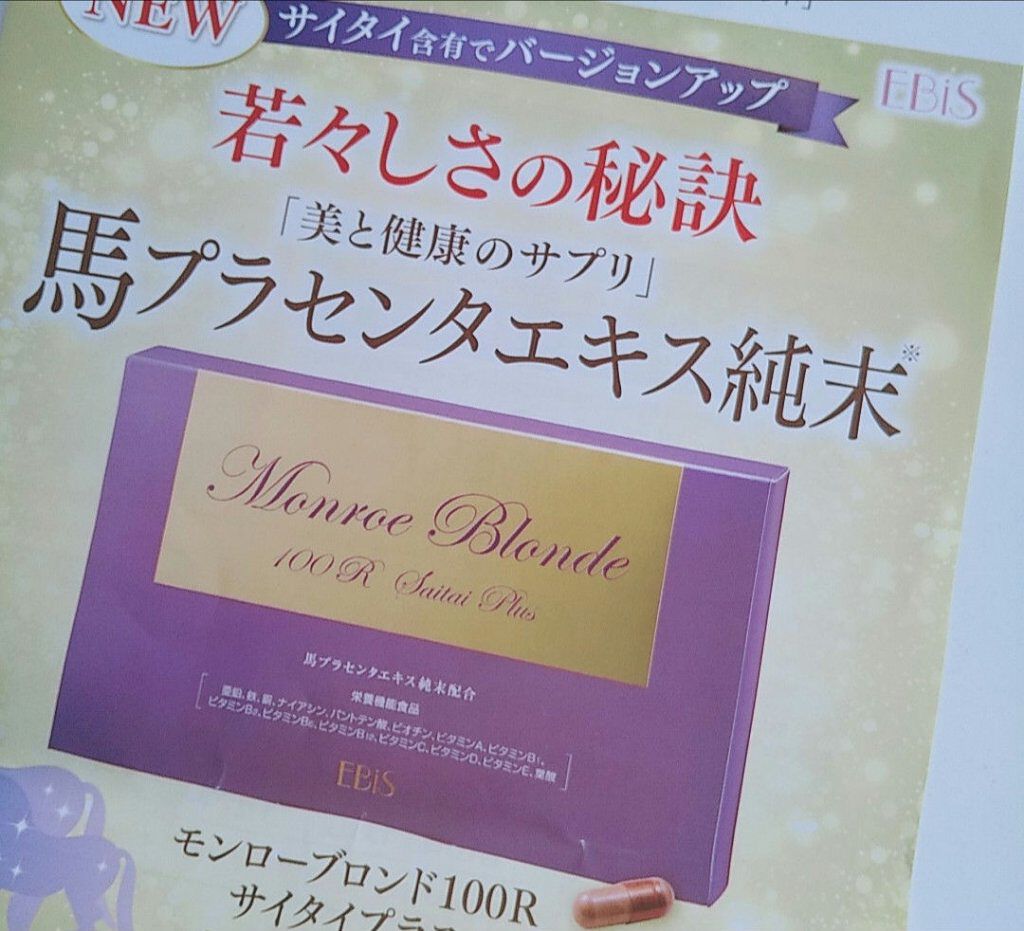 NEW
サイタイ含有でバージョンアップ
EBiS
若々しさの秘訣
「美と健康のサプリ」
馬プラセンタエキス純末※
Monroe Blonde
100R Saitai Plus
馬プラセンタエキス純末配合
栄養機能食品
亜鉛、鉄、銅、ナイアシン、パントテン酸、ビオチン、ビタミンA、ビタミンB1、
ビタミンB2、ビタミンB6、ビタミンB12、ビタミンC、ビタミンD、ビタミンE、葉酸
EBiS
モンローブロンド100R
サイタイプラ